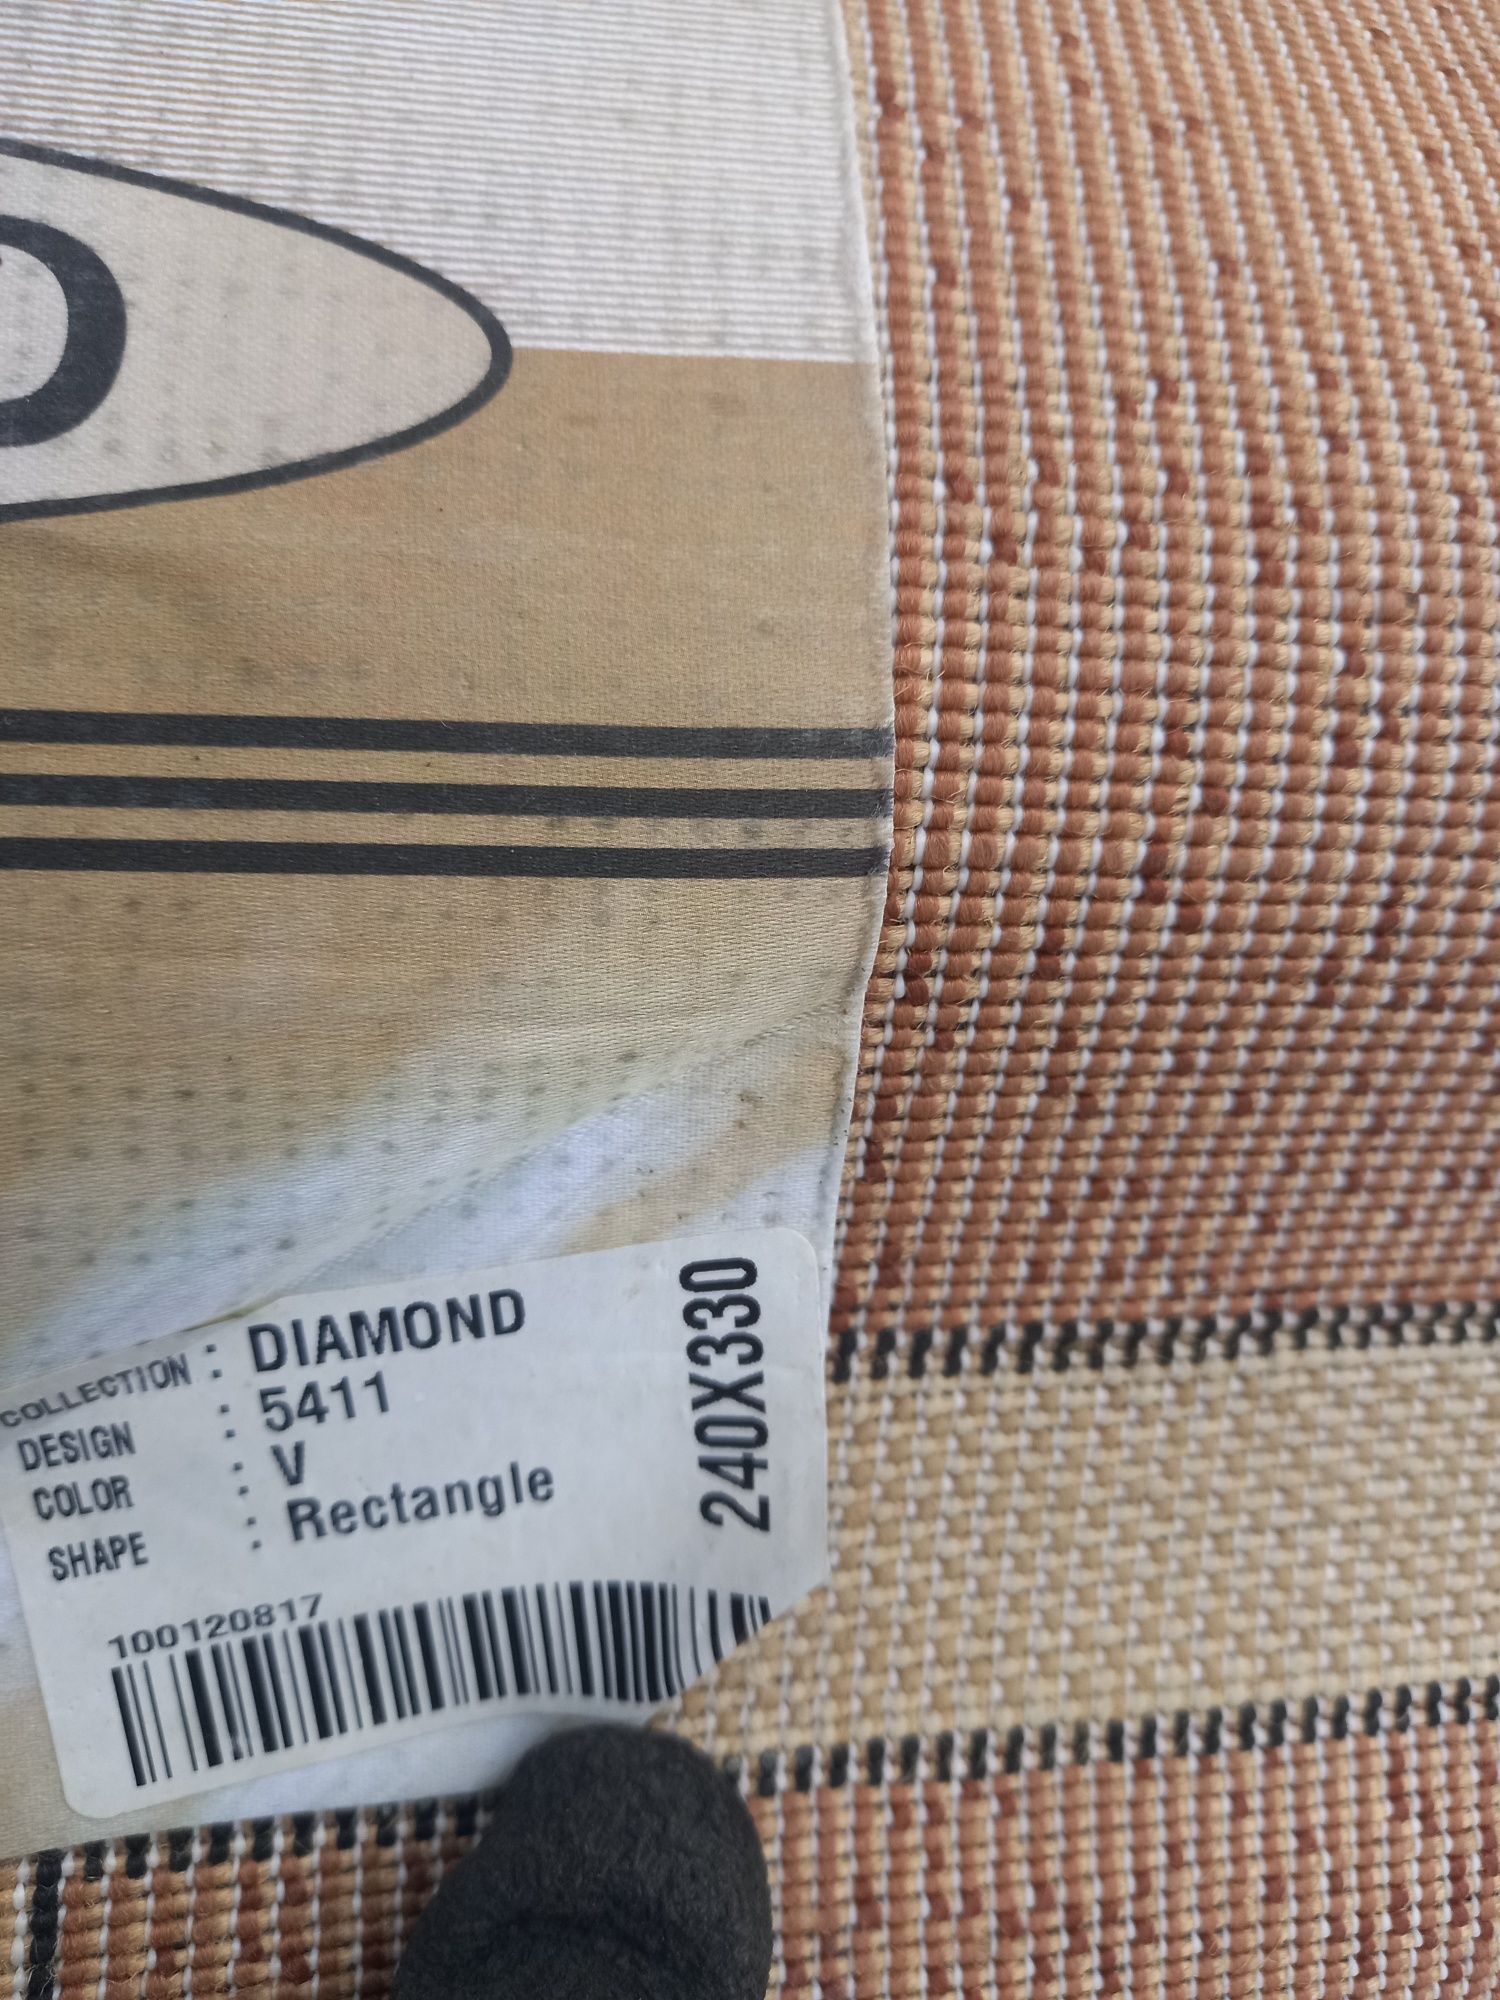 COLLECTION : DIAMOND
DESIGN : 5411
COLOR : V
SHAPE : Rectangle
240X330
100120817